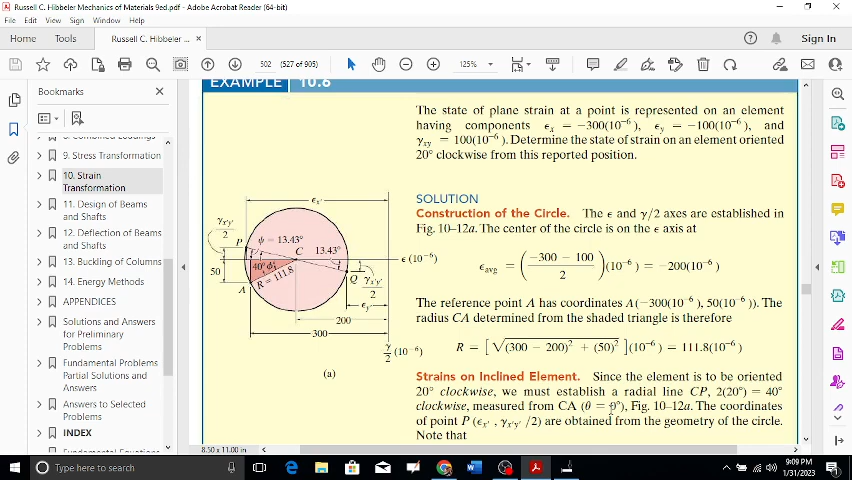 Russell C. Hibbeler Mechanics of Materials 9ed.pdf - Adobe Acrobat Reader (64-bit)
File Edit View Sign Window Help
Home Tools Russell C. Hibbeler ... × Sign In
502 (527 of 905) 125%
Bookmarks
9. Stress Transformation
10. Strain
Transformation
11. Design of Beams
and Shafts
12. Deflection of Beams
and Shafts
13. Buckling of Columns
14. Energy Methods
APPENDICES
Solutions and Answers
for Preliminary
Problems
Fundamental Problems
Partial Solutions and
Answers
Answers to Selected
Problems
INDEX
EXAMPLE 10.6
The state of plane strain at a point is represented on an element
having components ϵx = −300(10⁻⁶), ϵy = −100(10⁻⁶), and
γxy = 100(10⁻⁶). Determine the state of strain on an element oriented
20° clockwise from this reported position.
ϵx'
γx'y'
2
P
ψ = 13.43°
C
13.43°
40°
ϕ
50
R = 111.8
A
Q
γx'y'
2
ϵy'
ϵ (10⁻⁶)
200
300
γ
2
(10⁻⁶)
(a)
SOLUTION
Construction of the Circle. The ϵ and γ/2 axes are established in
Fig. 10–12a. The center of the circle is on the ϵ axis at
ϵavg = (−300 − 100 / 2)(10⁻⁶) = −200(10⁻⁶)
The reference point A has coordinates A(−300(10⁻⁶), 50(10⁻⁶)). The
radius CA determined from the shaded triangle is therefore
R = [√(300 − 200)² + (50)²](10⁻⁶) = 111.8(10⁻⁶)
Strains on Inclined Element. Since the element is to be oriented
20° clockwise, we must establish a radial line CP, 2(20°) = 40°
clockwise, measured from CA (θ = 0°), Fig. 10–12a. The coordinates
of point P (ϵx', γx'y'/2) are obtained from the geometry of the circle.
Note that
8.50 x 11.00 in
Type here to search
9:09 PM
1/31/2023